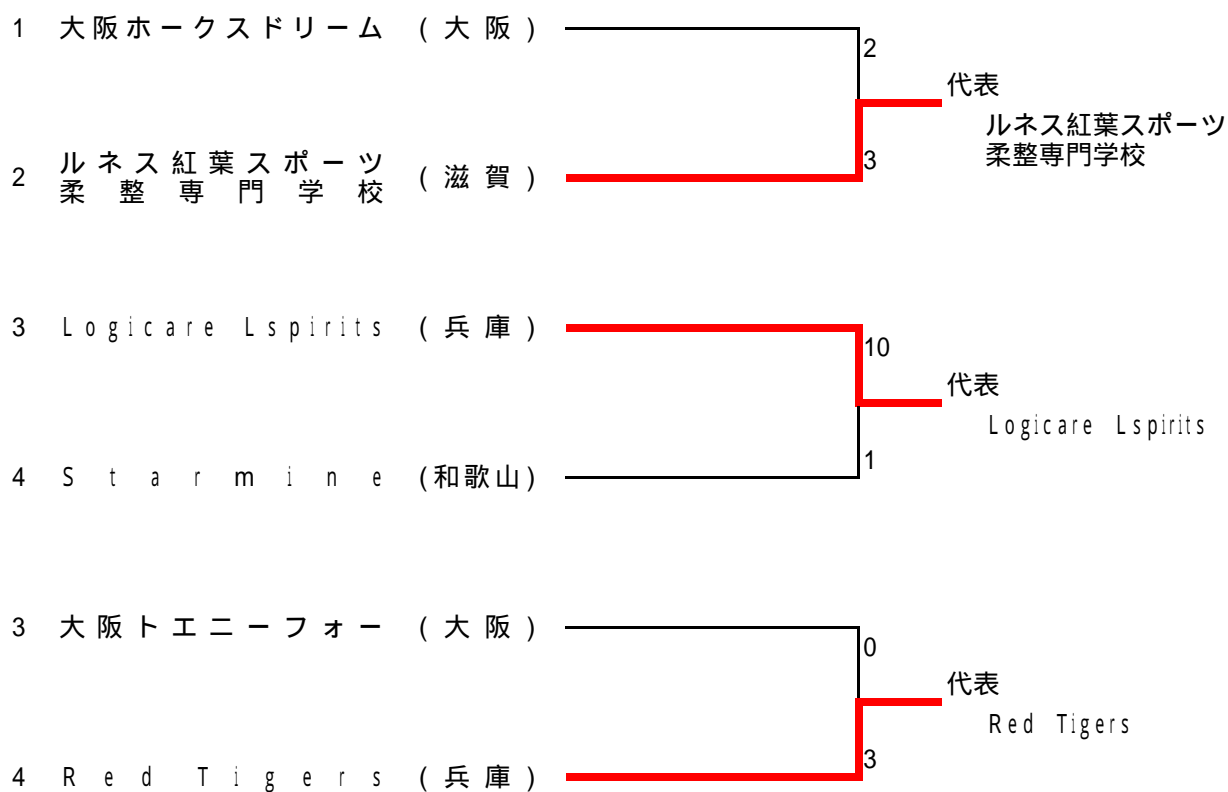 1 大阪ホークスドリーム (大阪)
2
代表
ルネス紅葉スポーツ
柔整専門学校
2 ルネス紅葉スポーツ
柔整専門学校 (滋賀)
3
3 Logicare Lspirits (兵庫)
10
代表
Logicare Lspirits
1
4 Starmine (和歌山)
3 大阪トエニーフォー (大阪)
0
代表
Red Tigers
3
4 Red Tigers (兵庫)